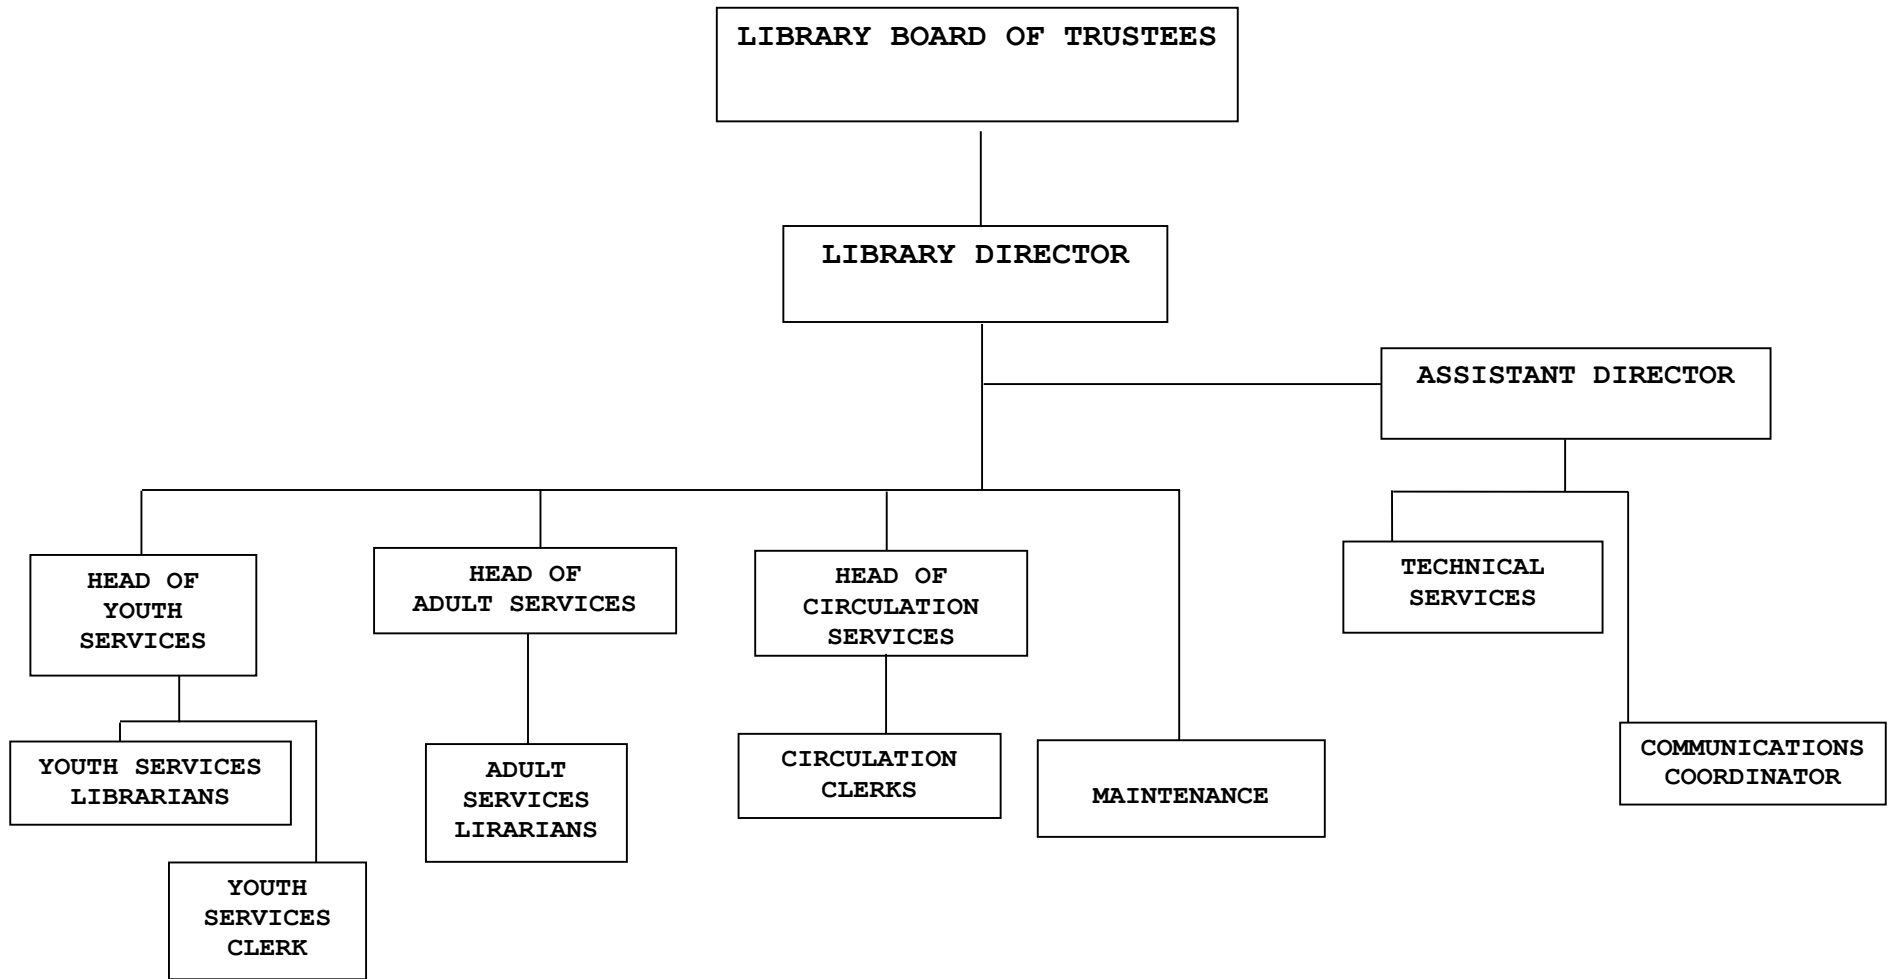 LIBRARY BOARD OF TRUSTEES
LIBRARY DIRECTOR
ASSISTANT DIRECTOR
HEAD OF
YOUTH
SERVICES
HEAD OF
ADULT SERVICES
HEAD OF
CIRCULATION
SERVICES
TECHNICAL
SERVICES
YOUTH SERVICES
LIBRARIANS
ADULT
SERVICES
LIRARIANS
CIRCULATION
CLERKS
MAINTENANCE
COMMUNICATIONS
COORDINATOR
YOUTH
SERVICES
CLERK